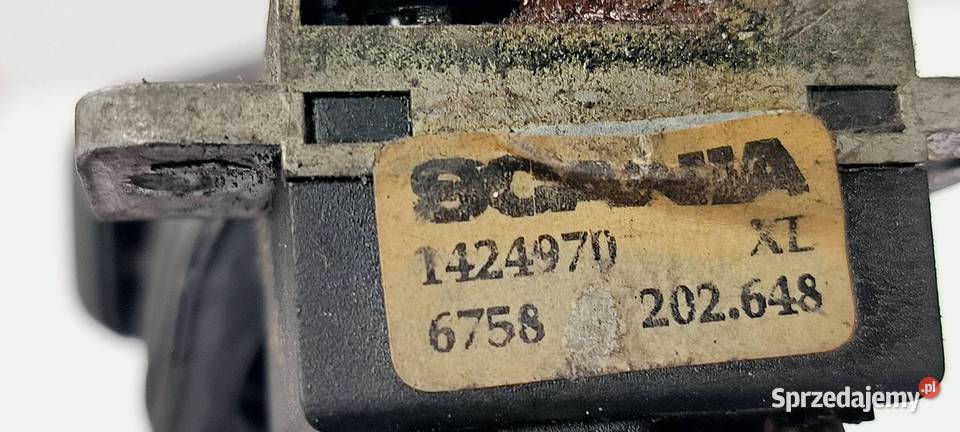 SCANIA
1424970 XL
6758 202.648
Sprzedajemy.pl